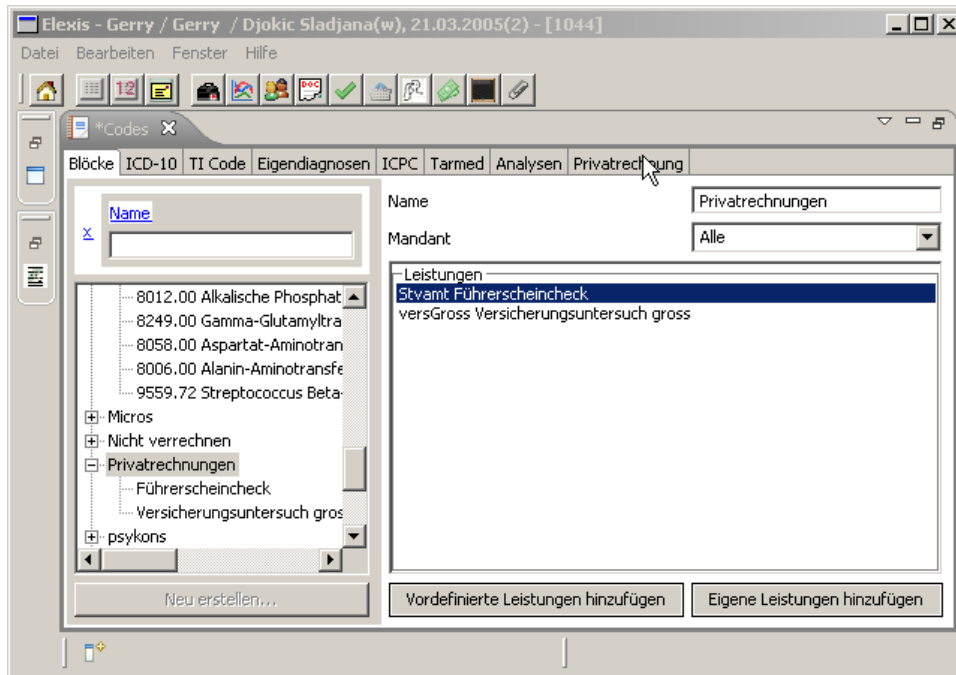 Elexis - Gerry / Gerry / Djokic Sladjana(w), 21.03.2005(2) - [1044]
Datei Bearbeiten Fenster Hilfe
*Codes
Blöcke ICD-10 TI Code Eigendiagnosen ICPC Tarmed Analysen Privatrechnung
Name
x
Name Privatrechnungen
Mandant Alle
8012.00 Alkalische Phosphat
8249.00 Gamma-Glutamyltra
8058.00 Aspartat-Aminotran
8006.00 Alanin-Aminotransfe
9559.72 Streptococcus Beta-
Micros
Nicht verrechnen
Privatrechnungen
Führerscheincheck
Versicherungsuntersuch gros
psykons
Neu erstellen...
Leistungen
Stvamt Führerscheincheck
versGross Versicherungsuntersuch gross
Vordefinierte Leistungen hinzufügen Eigene Leistungen hinzufügen